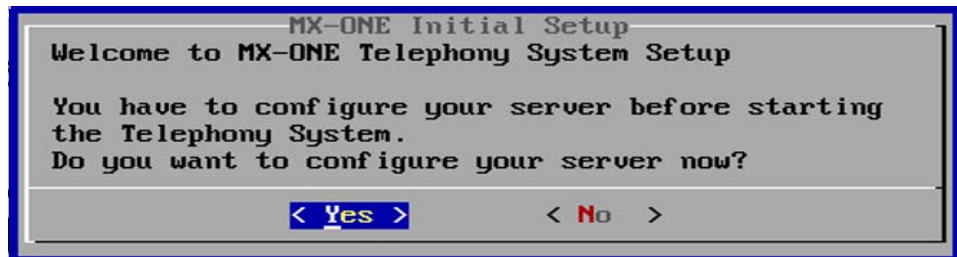 MX-ONE Initial Setup
Welcome to MX-ONE Telephony System Setup
You have to configure your server before starting
the Telephony System.
Do you want to configure your server now?
< Yes > < No >